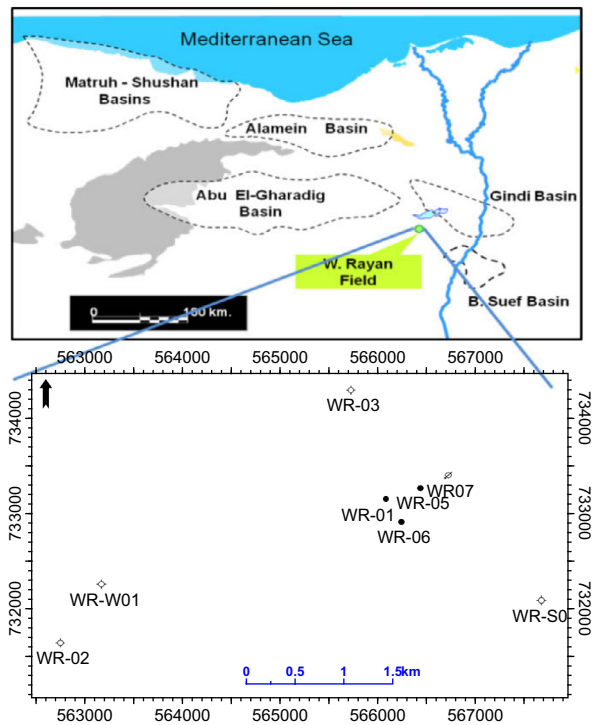 Mediterranean Sea
Matruh - Shushan
Basins
Alamein Basin
Abu El-Gharadig
Basin
Gindi Basin
W. Rayan
Field
B. Suef Basin
0 100 km.
563000 564000 565000 566000 567000
734000 734000
WR-03
WR07
WR-05
WR-01
733000 733000
WR-06
WR-W01
732000 732000
WR-S0
WR-02
0 0.5 1 1.5km
563000 564000 565000 566000 567000